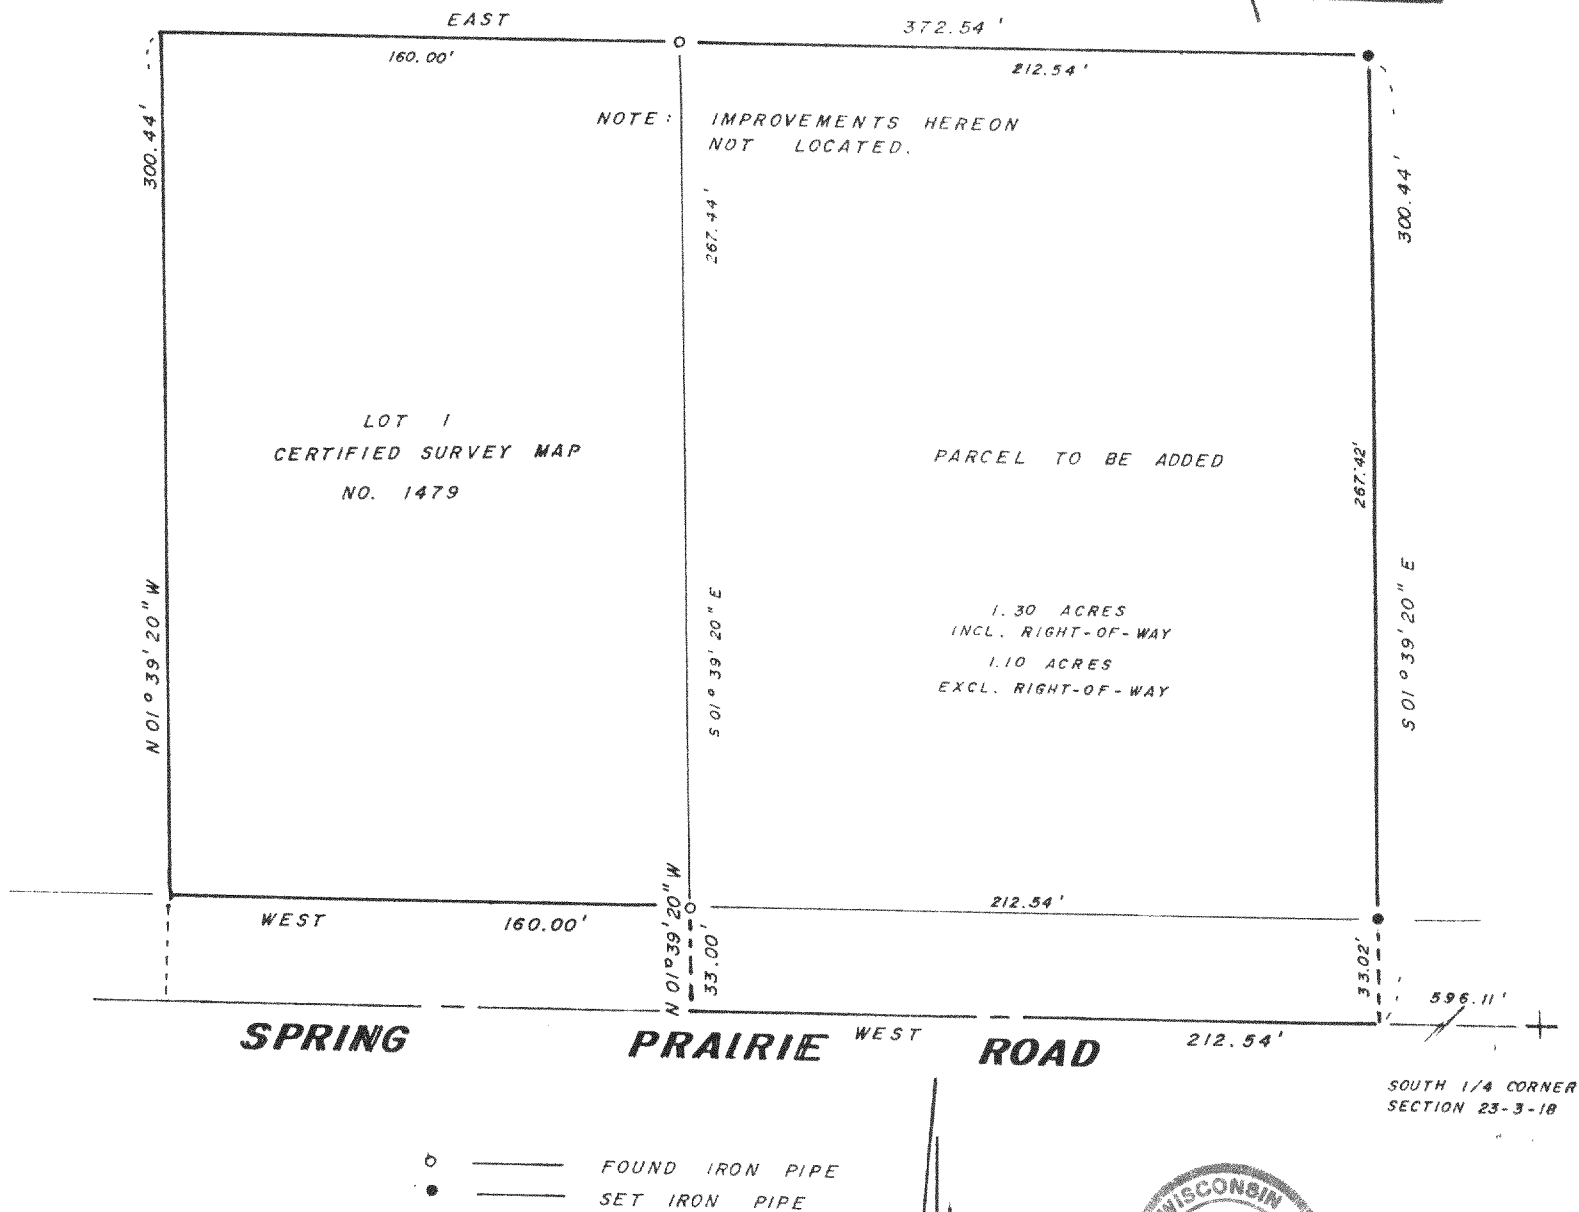 EAST
372.54'
160.00'
212.54'
NOTE: IMPROVEMENTS HEREON
NOT LOCATED.
300.44'
267.44'
300.44'
LOT 1
CERTIFIED SURVEY MAP
NO. 1479
PARCEL TO BE ADDED
267.42'
N 01° 39' 20" W
S 01° 39' 20" E
1.30 ACRES
INCL. RIGHT-OF-WAY
1.10 ACRES
EXCL. RIGHT-OF-WAY
S 01° 39' 20" E
WEST 160.00'
N 01° 39' 20" W
33.00'
212.54'
33.02'
596.11'
SPRING PRAIRIE ROAD
WEST 212.54'
SOUTH 1/4 CORNER
SECTION 23-3-18
FOUND IRON PIPE
SET IRON PIPE
WISCONSIN